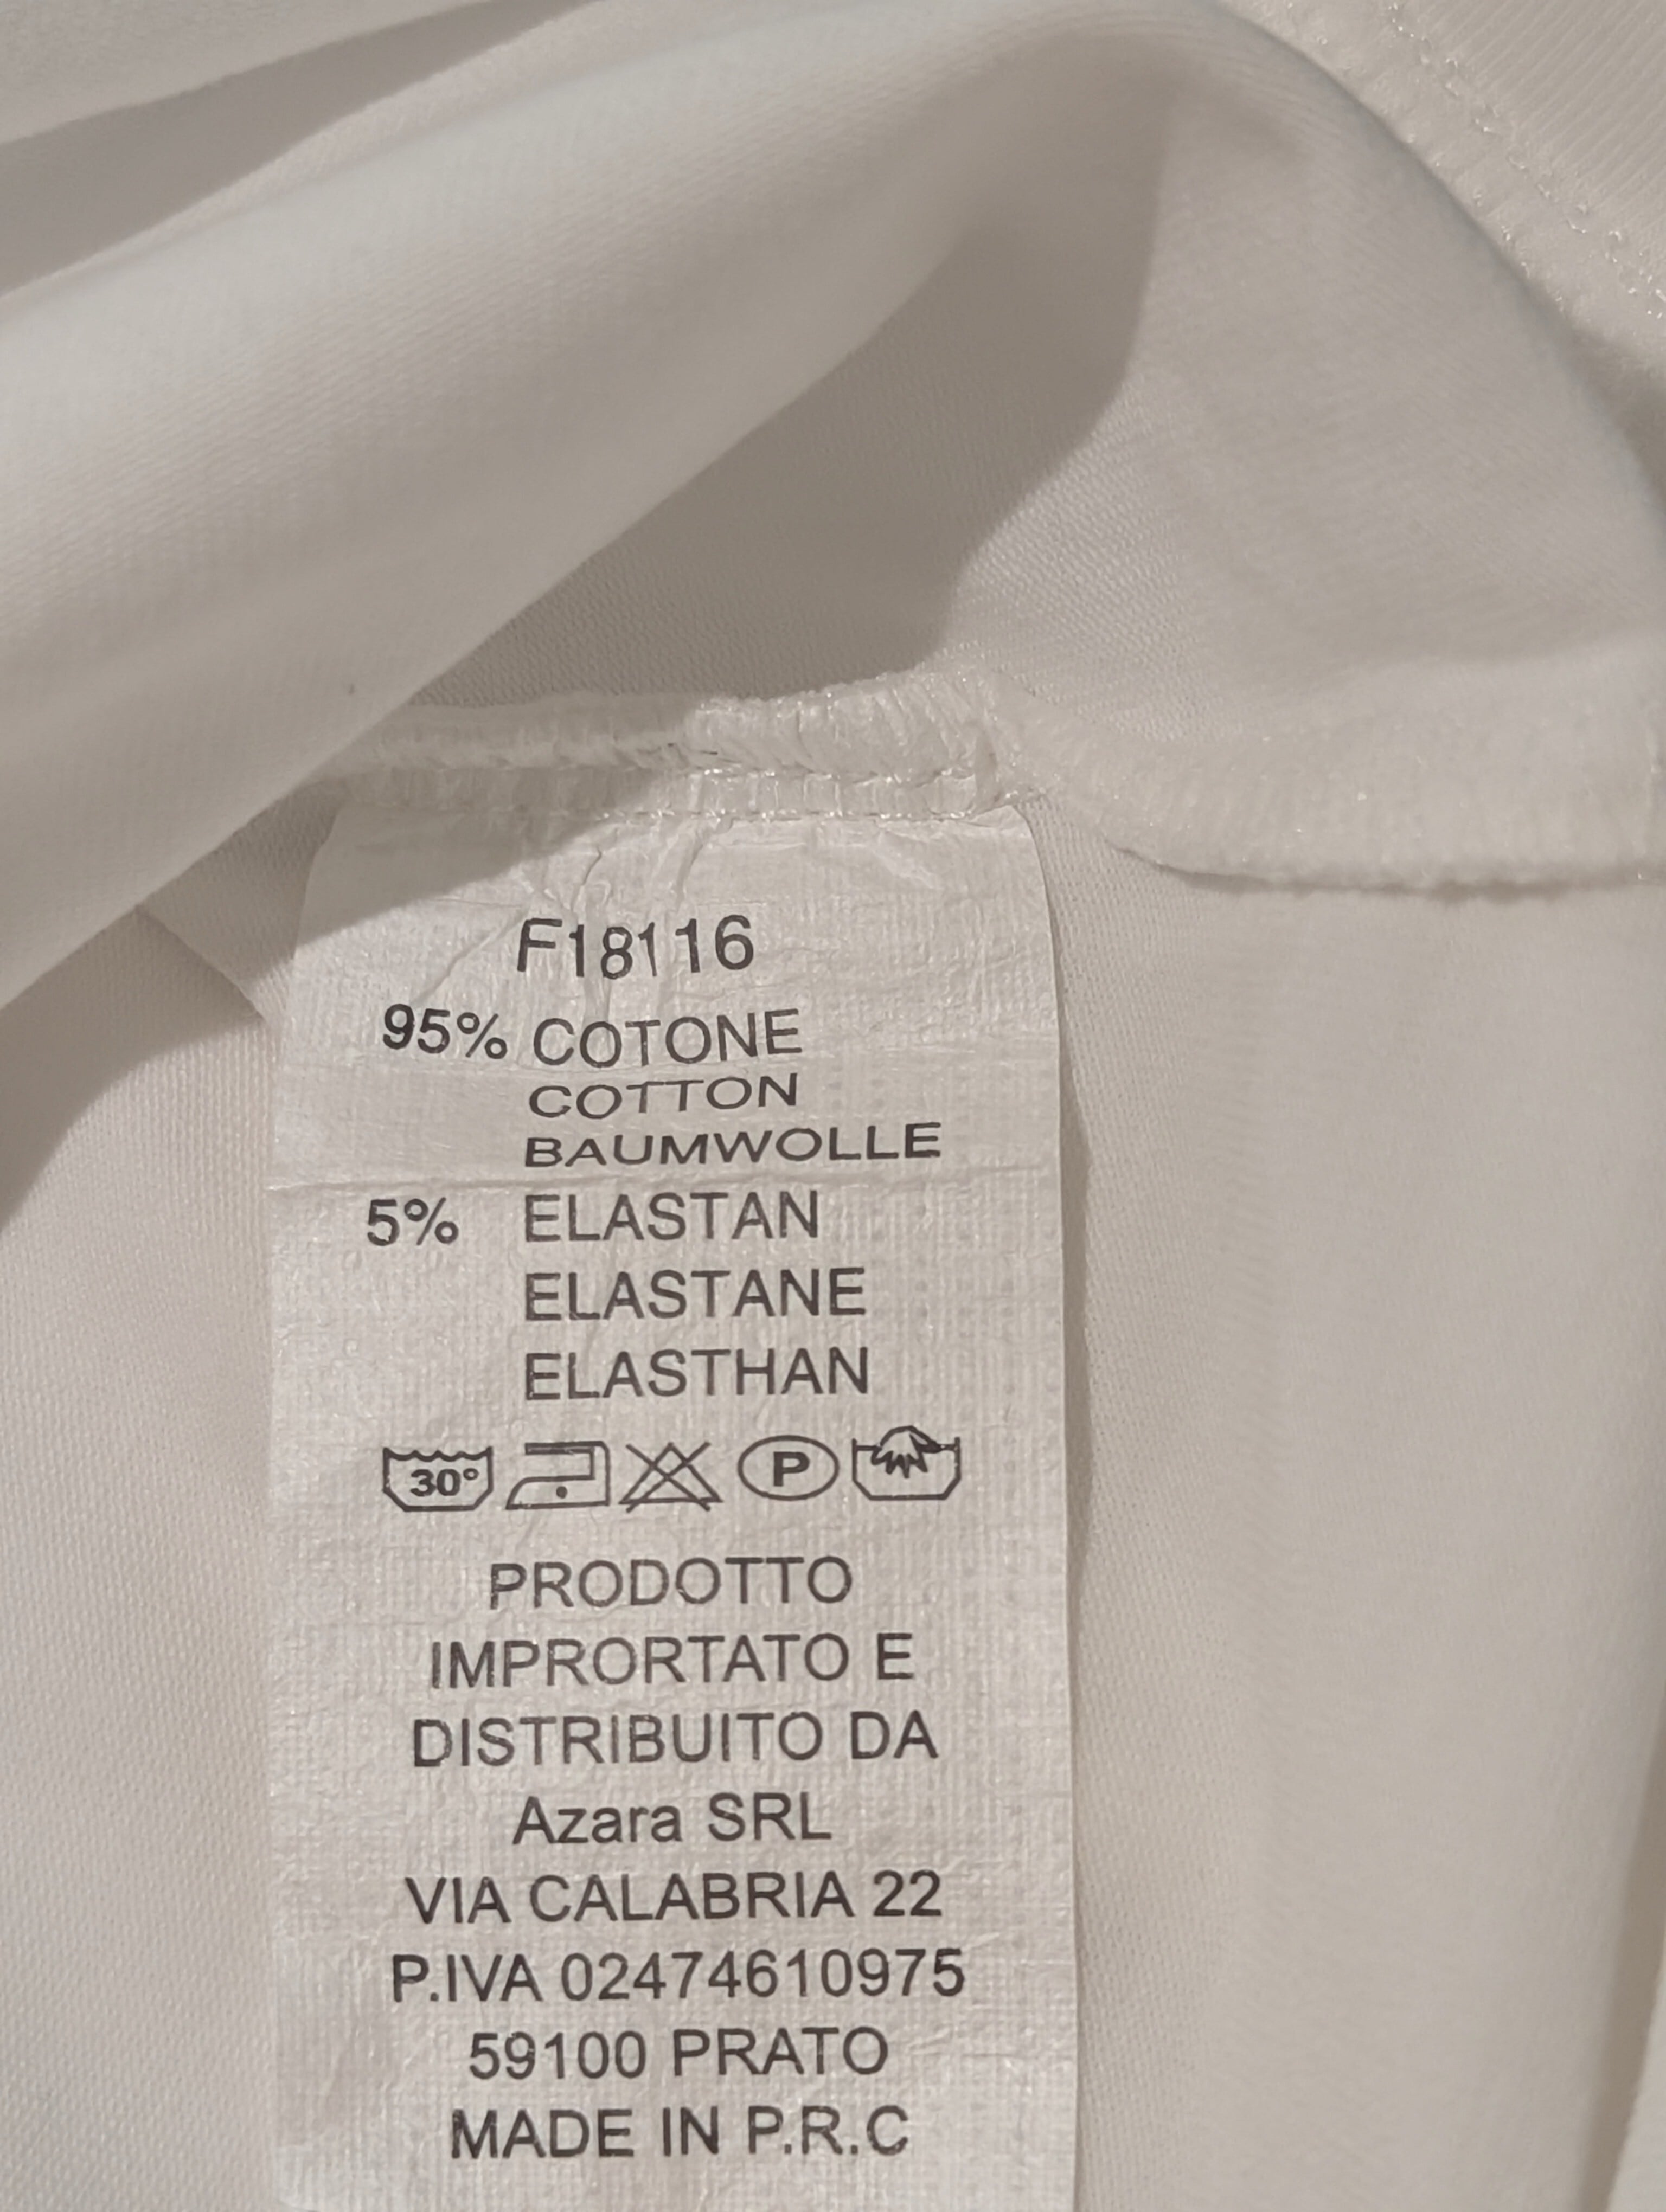 F18116
95% COTONE
COTTON
BAUMWOLLE
5% ELASTAN
ELASTANE
ELASTHAN
30° P
PRODOTTO
IMPRORTATO E
DISTRIBUITO DA
Azara SRL
VIA CALABRIA 22
P.IVA 02474610975
59100 PRATO
MADE IN P.R.C